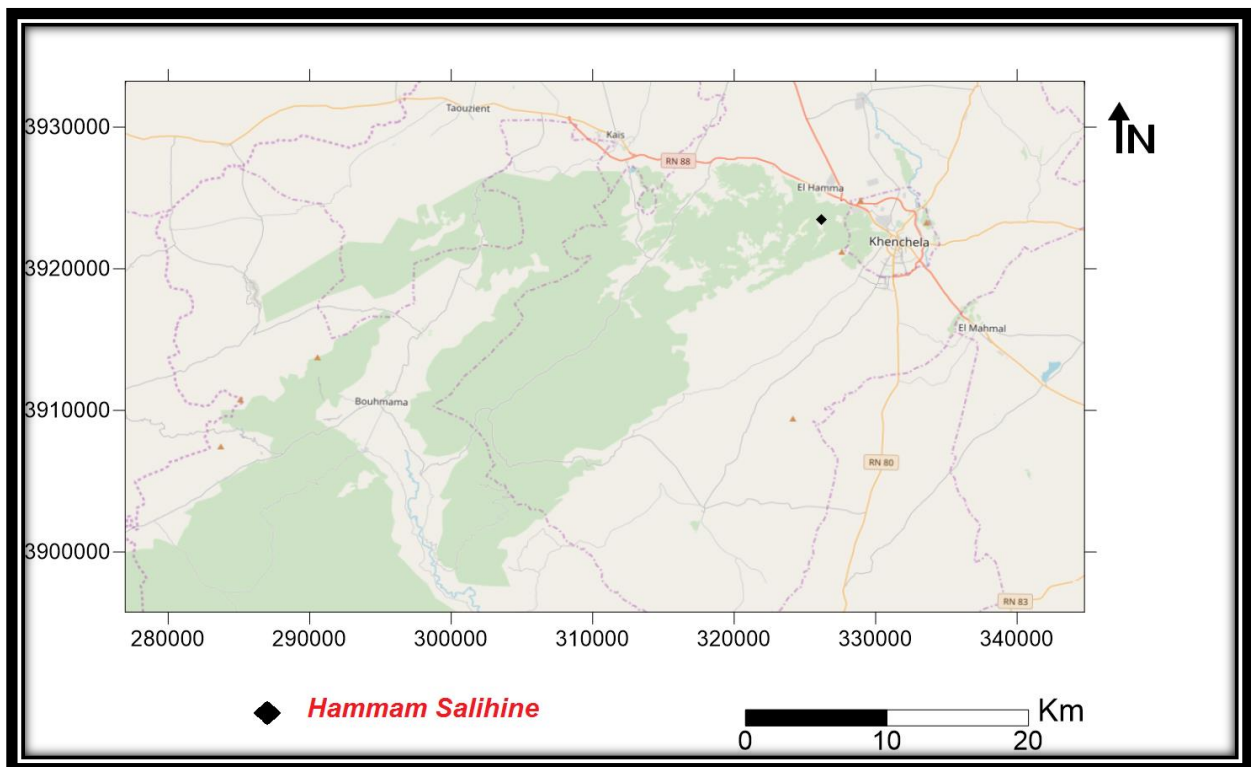 3930000
3920000
3910000
3900000
Taouzient
Kais
RN 88
El Hamma
Khenchela
El Mahmal
Bouhmama
RN 80
RN 83
N
280000 290000 300000 310000 320000 330000 340000
Hammam Salihine
Km
0 10 20